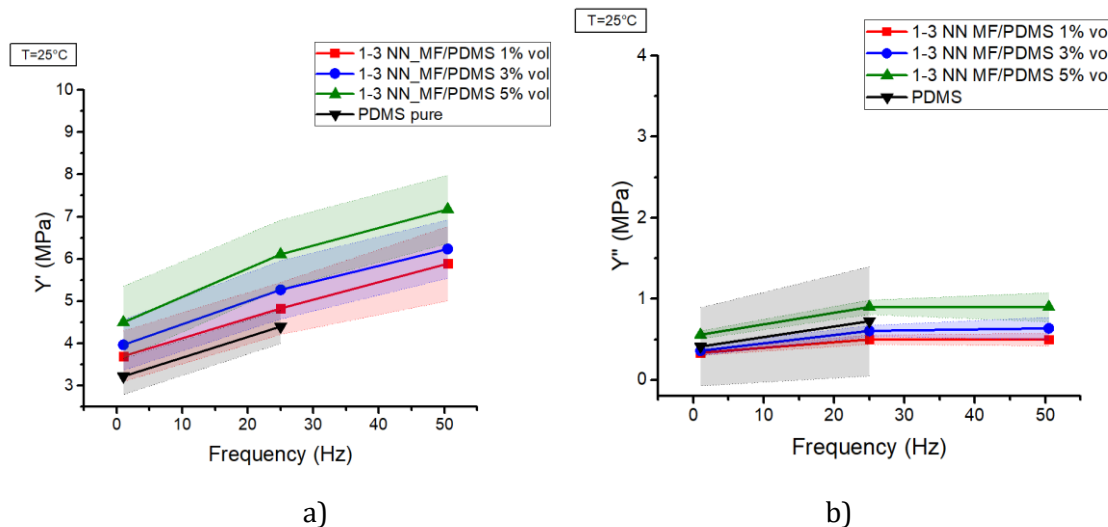 T=25°C
1-3 NN_MF/PDMS 1% vol
1-3 NN_MF/PDMS 3% vol
1-3 NN_MF/PDMS 5% vol
PDMS pure
10
9
8
7
6
5
4
3
Y' (MPa)
0 10 20 30 40 50
Frequency (Hz)
a)
T=25°C
1-3 NN MF/PDMS 1% vo
1-3 NN MF/PDMS 3% vo
1-3 NN MF/PDMS 5% vo
PDMS
4
3
2
1
0
Y" (MPa)
0 10 20 30 40 50
Frequency (Hz)
b)